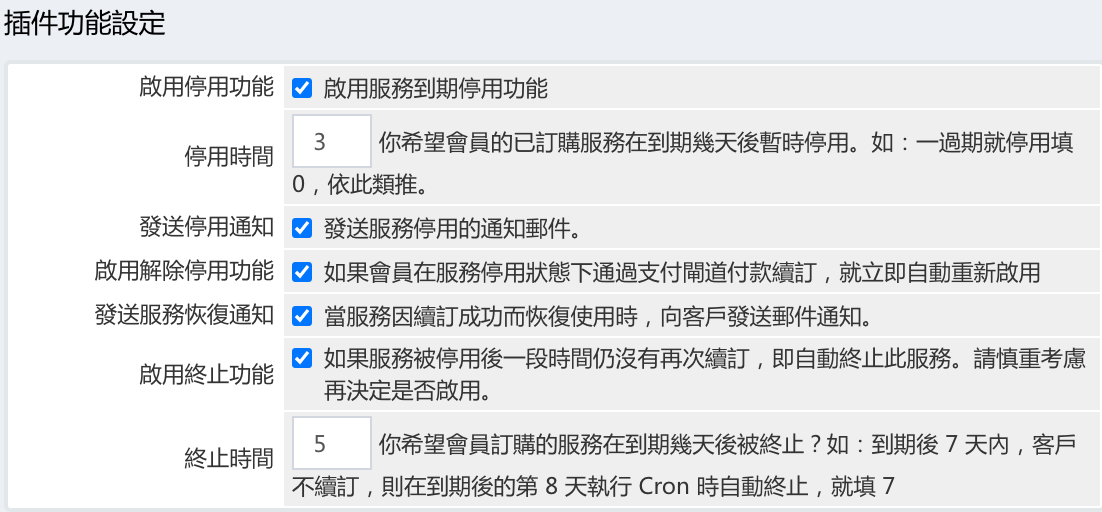 插件功能設定
啟用停用功能 啟用服務到期停用功能
停用時間 3 你希望會員的已訂購服務在到期幾天後暫時停用。如：一過期就停用填
0，依此類推。
發送停用通知 發送服務停用的通知郵件。
啟用解除停用功能 如果會員在服務停用狀態下通過支付閘道付款續訂，就立即自動重新啟用
發送服務恢復通知 當服務因續訂成功而恢復使用時，向客戶發送郵件通知。
啟用終止功能 如果服務被停用後一段時間仍沒有再次續訂，即自動終止此服務。請慎重考慮
再決定是否啟用。
終止時間 5 你希望會員訂購的服務在到期幾天後被終止？如：到期後 7 天內，客戶
不續訂，則在到期後的第 8 天執行 Cron 時自動終止，就填 7